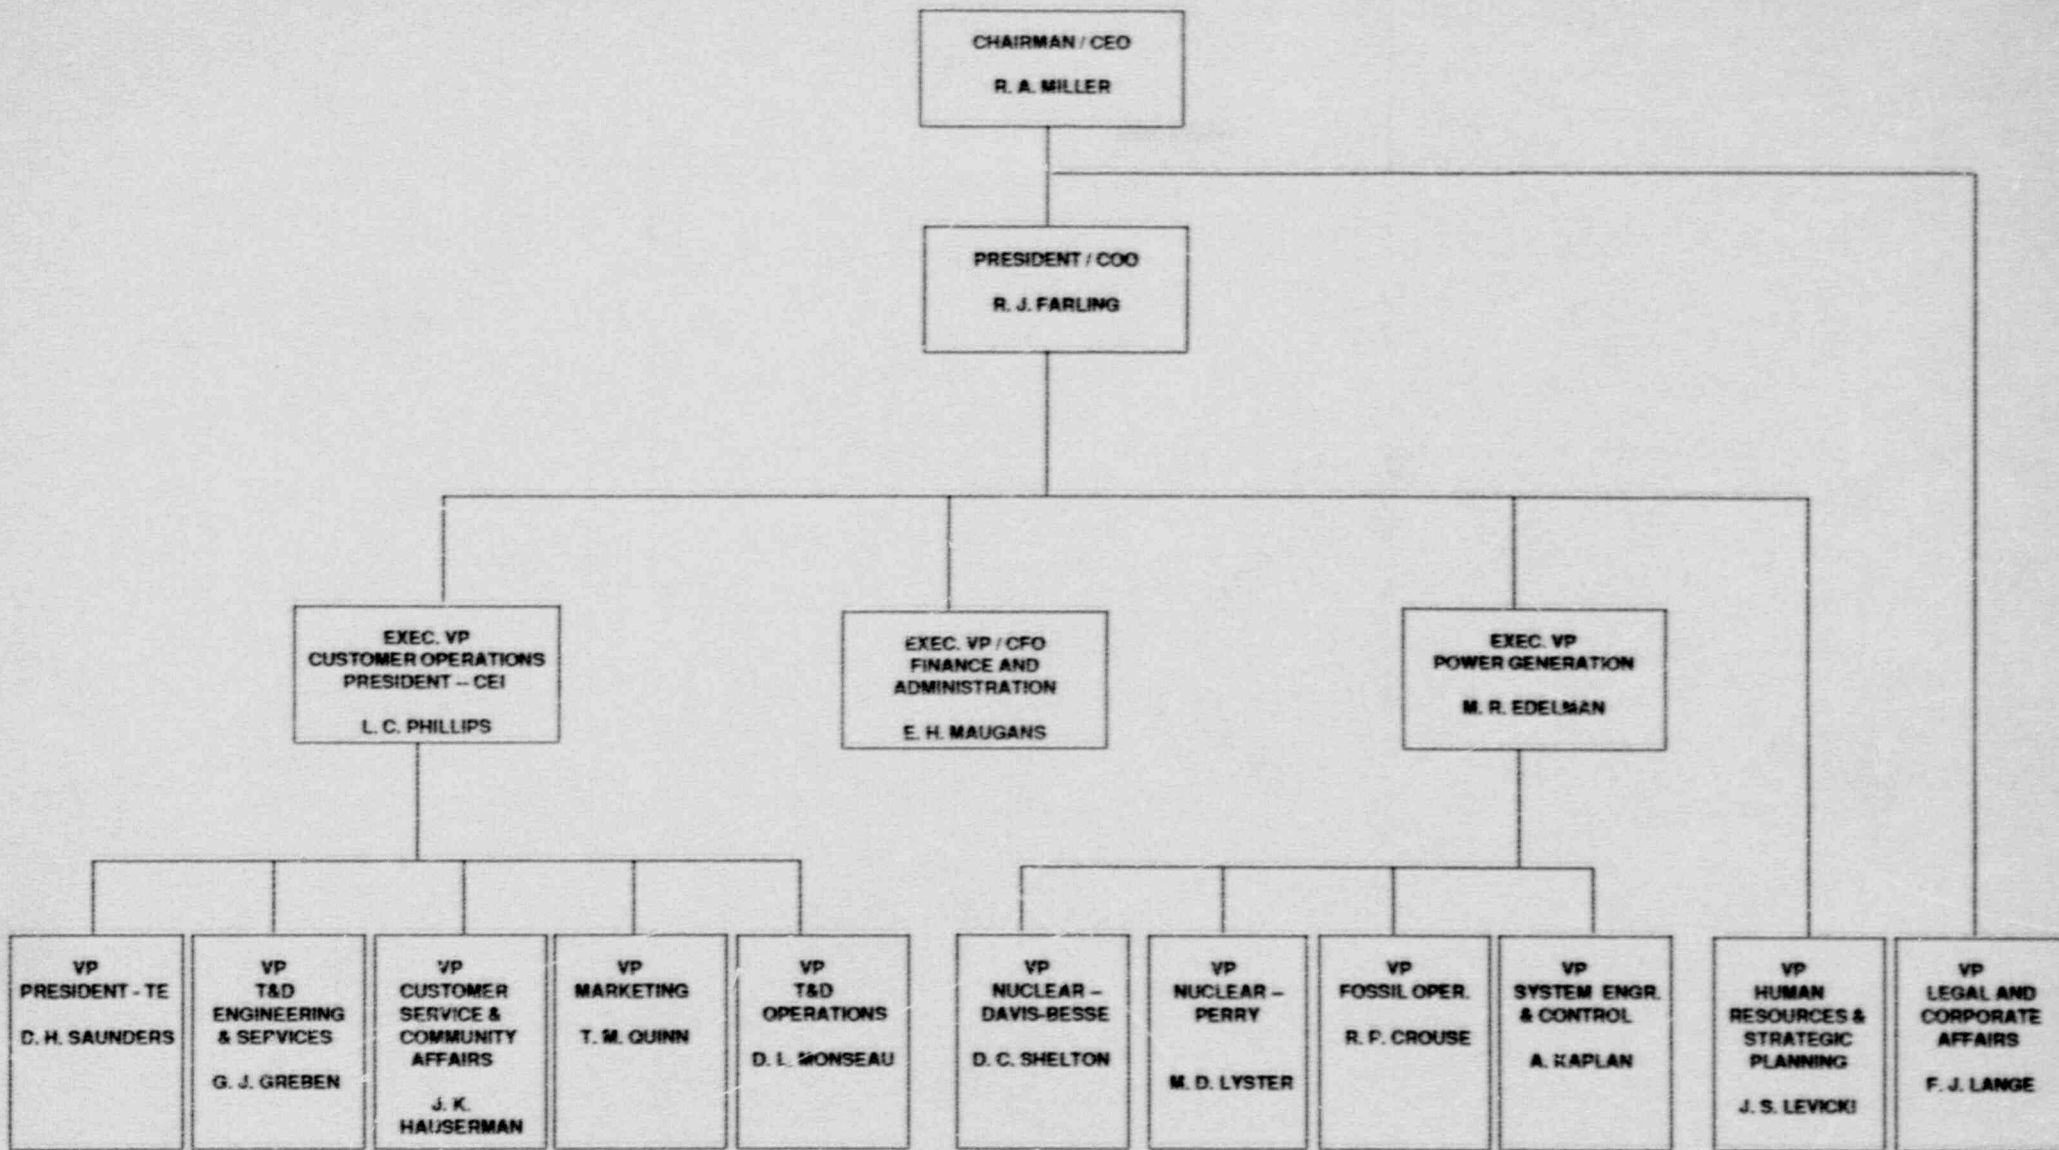 CHAIRMAN / CEO
R. A. MILLER
PRESIDENT / COO
R. J. FARLING
EXEC. VP
CUSTOMER OPERATIONS
PRESIDENT -- CEI
L. C. PHILLIPS
EXEC. VP / CFO
FINANCE AND
ADMINISTRATION
E. H. MAUGANS
EXEC. VP
POWER GENERATION
M. R. EDELMAN
VP
PRESIDENT - TE
D. H. SAUNDERS
VP
T&D
ENGINEERING
& SERVICES
G. J. GREBEN
VP
CUSTOMER
SERVICE &
COMMUNITY
AFFAIRS
J. K.
HAUSERMAN
VP
MARKETING
T. M. QUINN
VP
T&D
OPERATIONS
D. L. MONSEAU
VP
NUCLEAR –
DAVIS-BESSE
D. C. SHELTON
VP
NUCLEAR –
PERRY
M. D. LYSTER
VP
FOSSIL OPER.
R. P. CROUSE
VP
SYSTEM ENGR.
& CONTROL
A. KAPLAN
VP
HUMAN
RESOURCES &
STRATEGIC
PLANNING
J. S. LEVICKI
VP
LEGAL AND
CORPORATE
AFFAIRS
F. J. LANGE